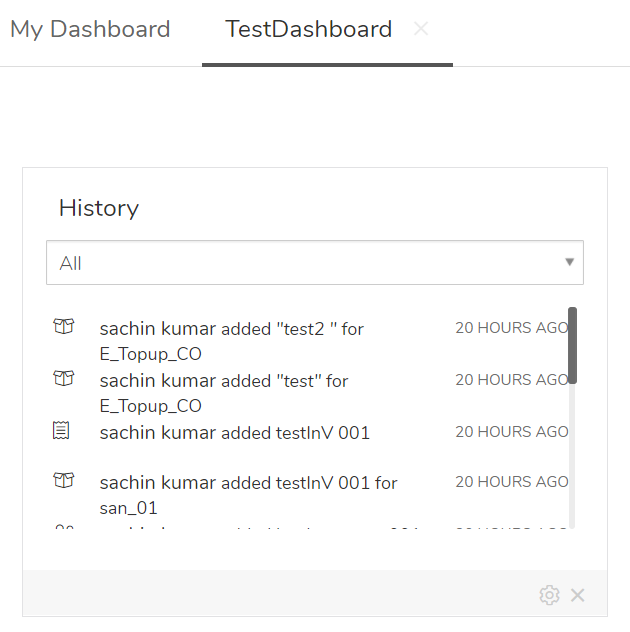 My Dashboard TestDashboard
History
All
sachin kumar added "test2 " for 20 HOURS AGO
E_Topup_CO
sachin kumar added "test" for 20 HOURS AGO
E_Topup_CO
sachin kumar added testInV 001 20 HOURS AGO
sachin kumar added testInV 001 for 20 HOURS AGO
san_01